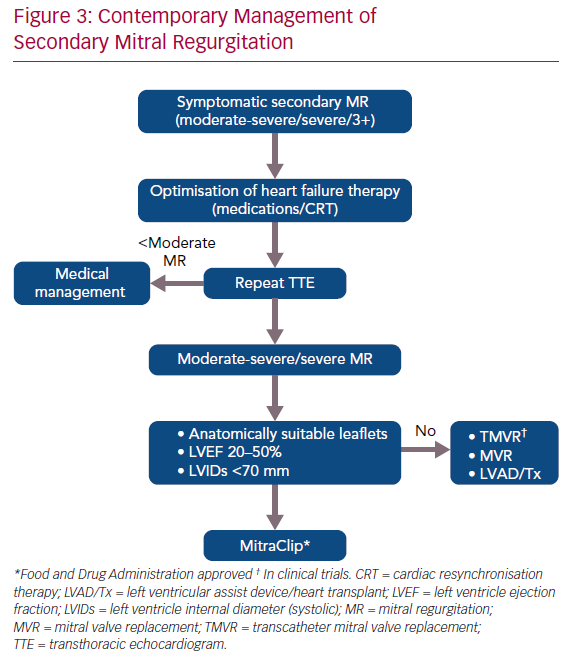 Figure 3: Contemporary Management of
Secondary Mitral Regurgitation
Symptomatic secondary MR
(moderate-severe/severe/3+)
Optimisation of heart failure therapy
(medications/CRT)
<Moderate
MR
Medical
management
Repeat TTE
Moderate-severe/severe MR
• Anatomically suitable leaflets
• LVEF 20–50%
• LVIDs <70 mm
No
• TMVR†
• MVR
• LVAD/Tx
MitraClip*
*Food and Drug Administration approved † In clinical trials. CRT = cardiac resynchronisation
therapy; LVAD/Tx = left ventricular assist device/heart transplant; LVEF = left ventricle ejection
fraction; LVIDs = left ventricle internal diameter (systolic); MR = mitral regurgitation;
MVR = mitral valve replacement; TMVR = transcatheter mitral valve replacement;
TTE = transthoracic echocardiogram.